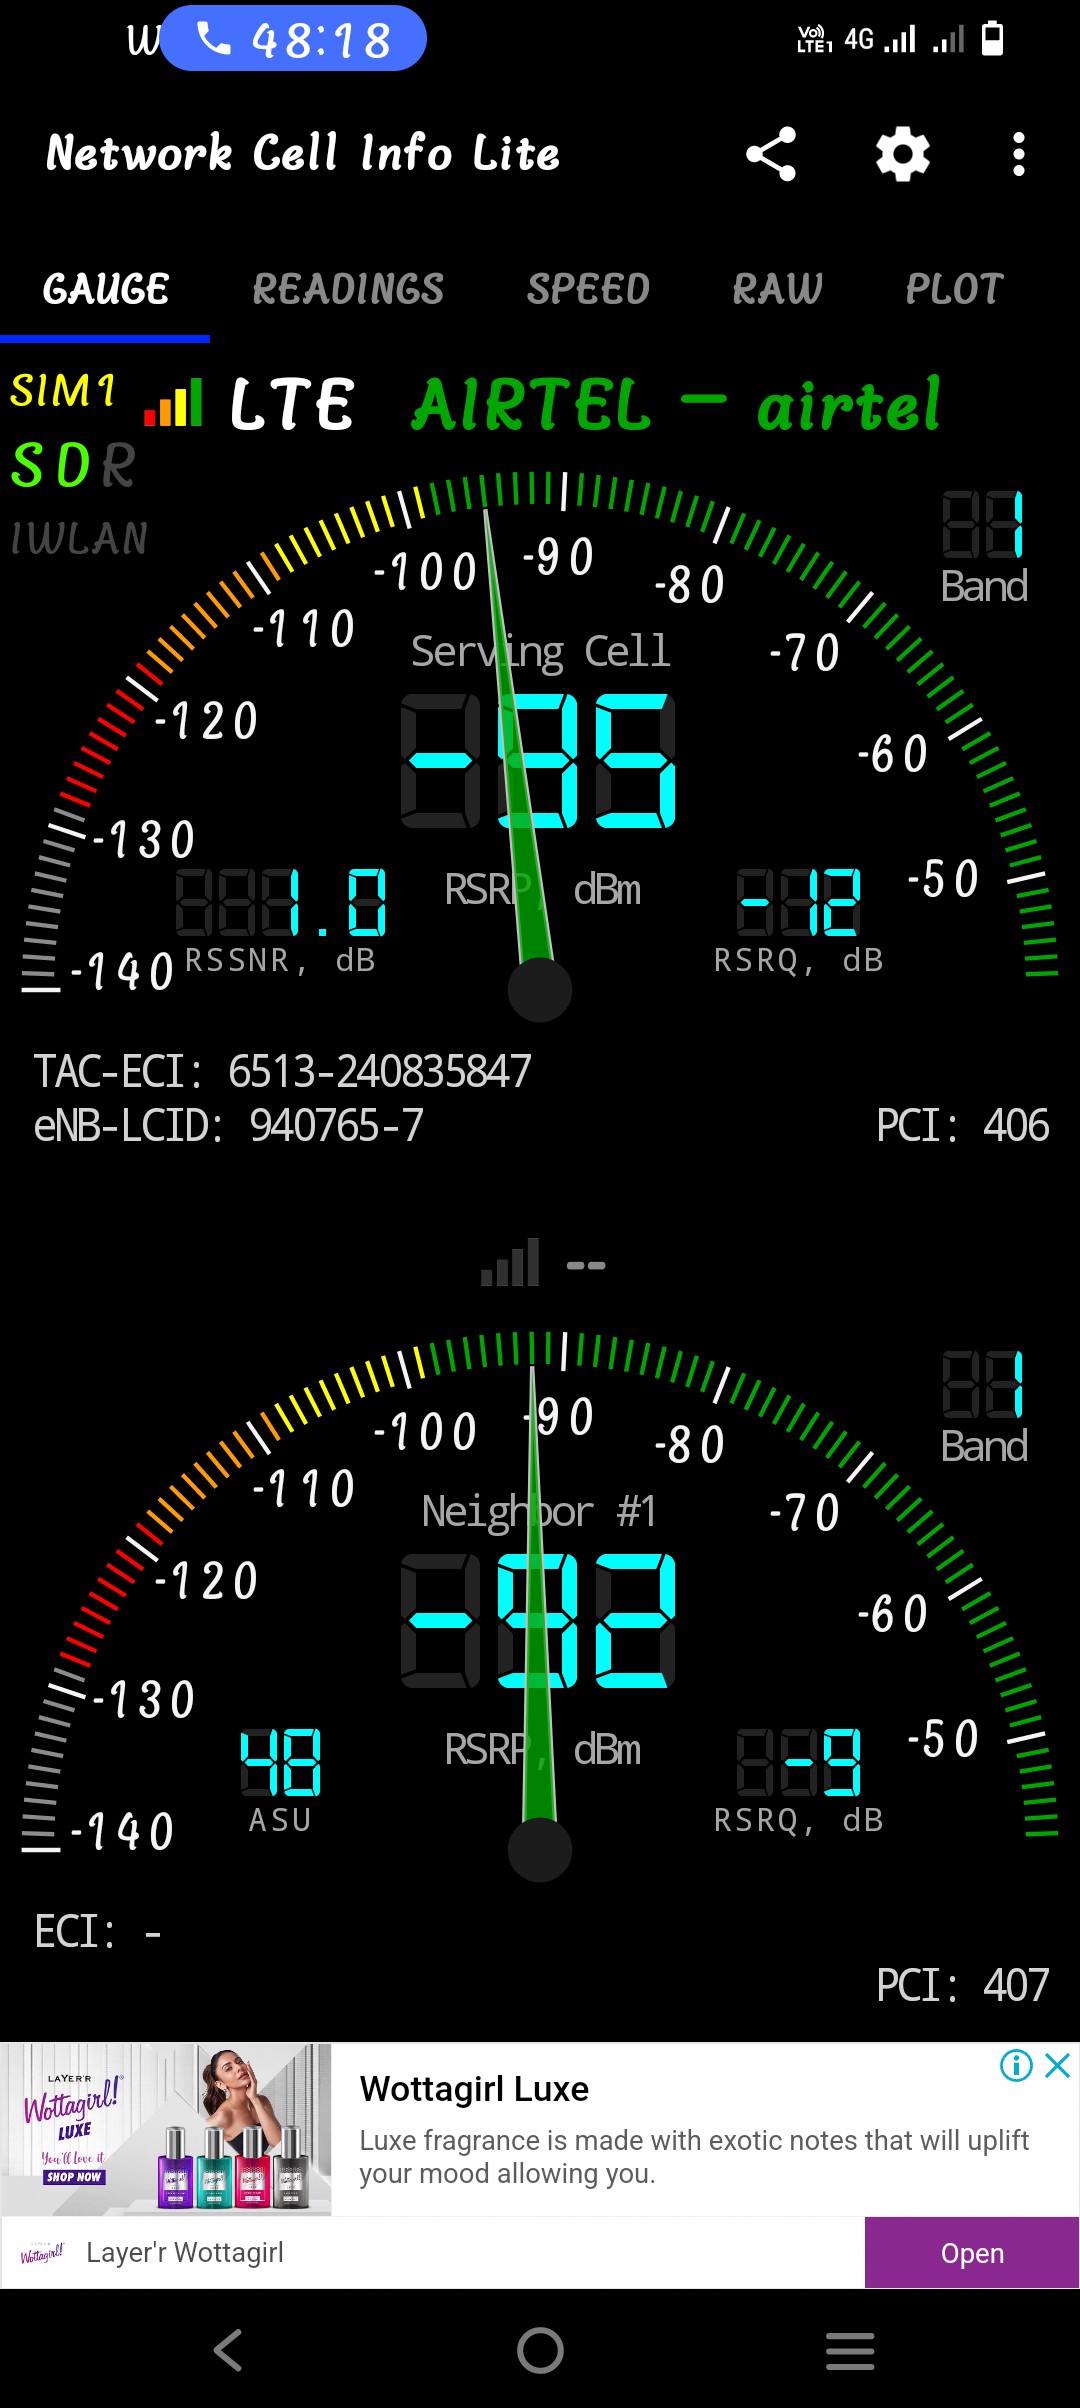 W 48:18 Vo)) LTE1 4G
Network Cell Info Lite
GAUGE READINGS SPEED RAW PLOT
SIM1 LTE AIRTEL – airtel
SDR
IWLAN
1
Band
-140 -130 -120 -110 -100 -90 -80 -70 -60 -50
Serving Cell
-95
RSRP, dBm
1.0
RSSNR, dB
-12
RSRQ, dB
TAC-ECI: 6513-240835847
eNB-LCID: 940765-7 PCI: 406
--
1
Band
-140 -130 -120 -110 -100 -90 -80 -70 -60 -50
Neighbor #1
-92
RSRP, dBm
48
ASU
-9
RSRQ, dB
ECI: -
PCI: 407
LAYER'R
Wottagirl!
LUXE
You'll Love it
SHOP NOW
Wottagirl Luxe
Luxe fragrance is made with exotic notes that will uplift
your mood allowing you.
Wottagirl! Layer'r Wottagirl Open